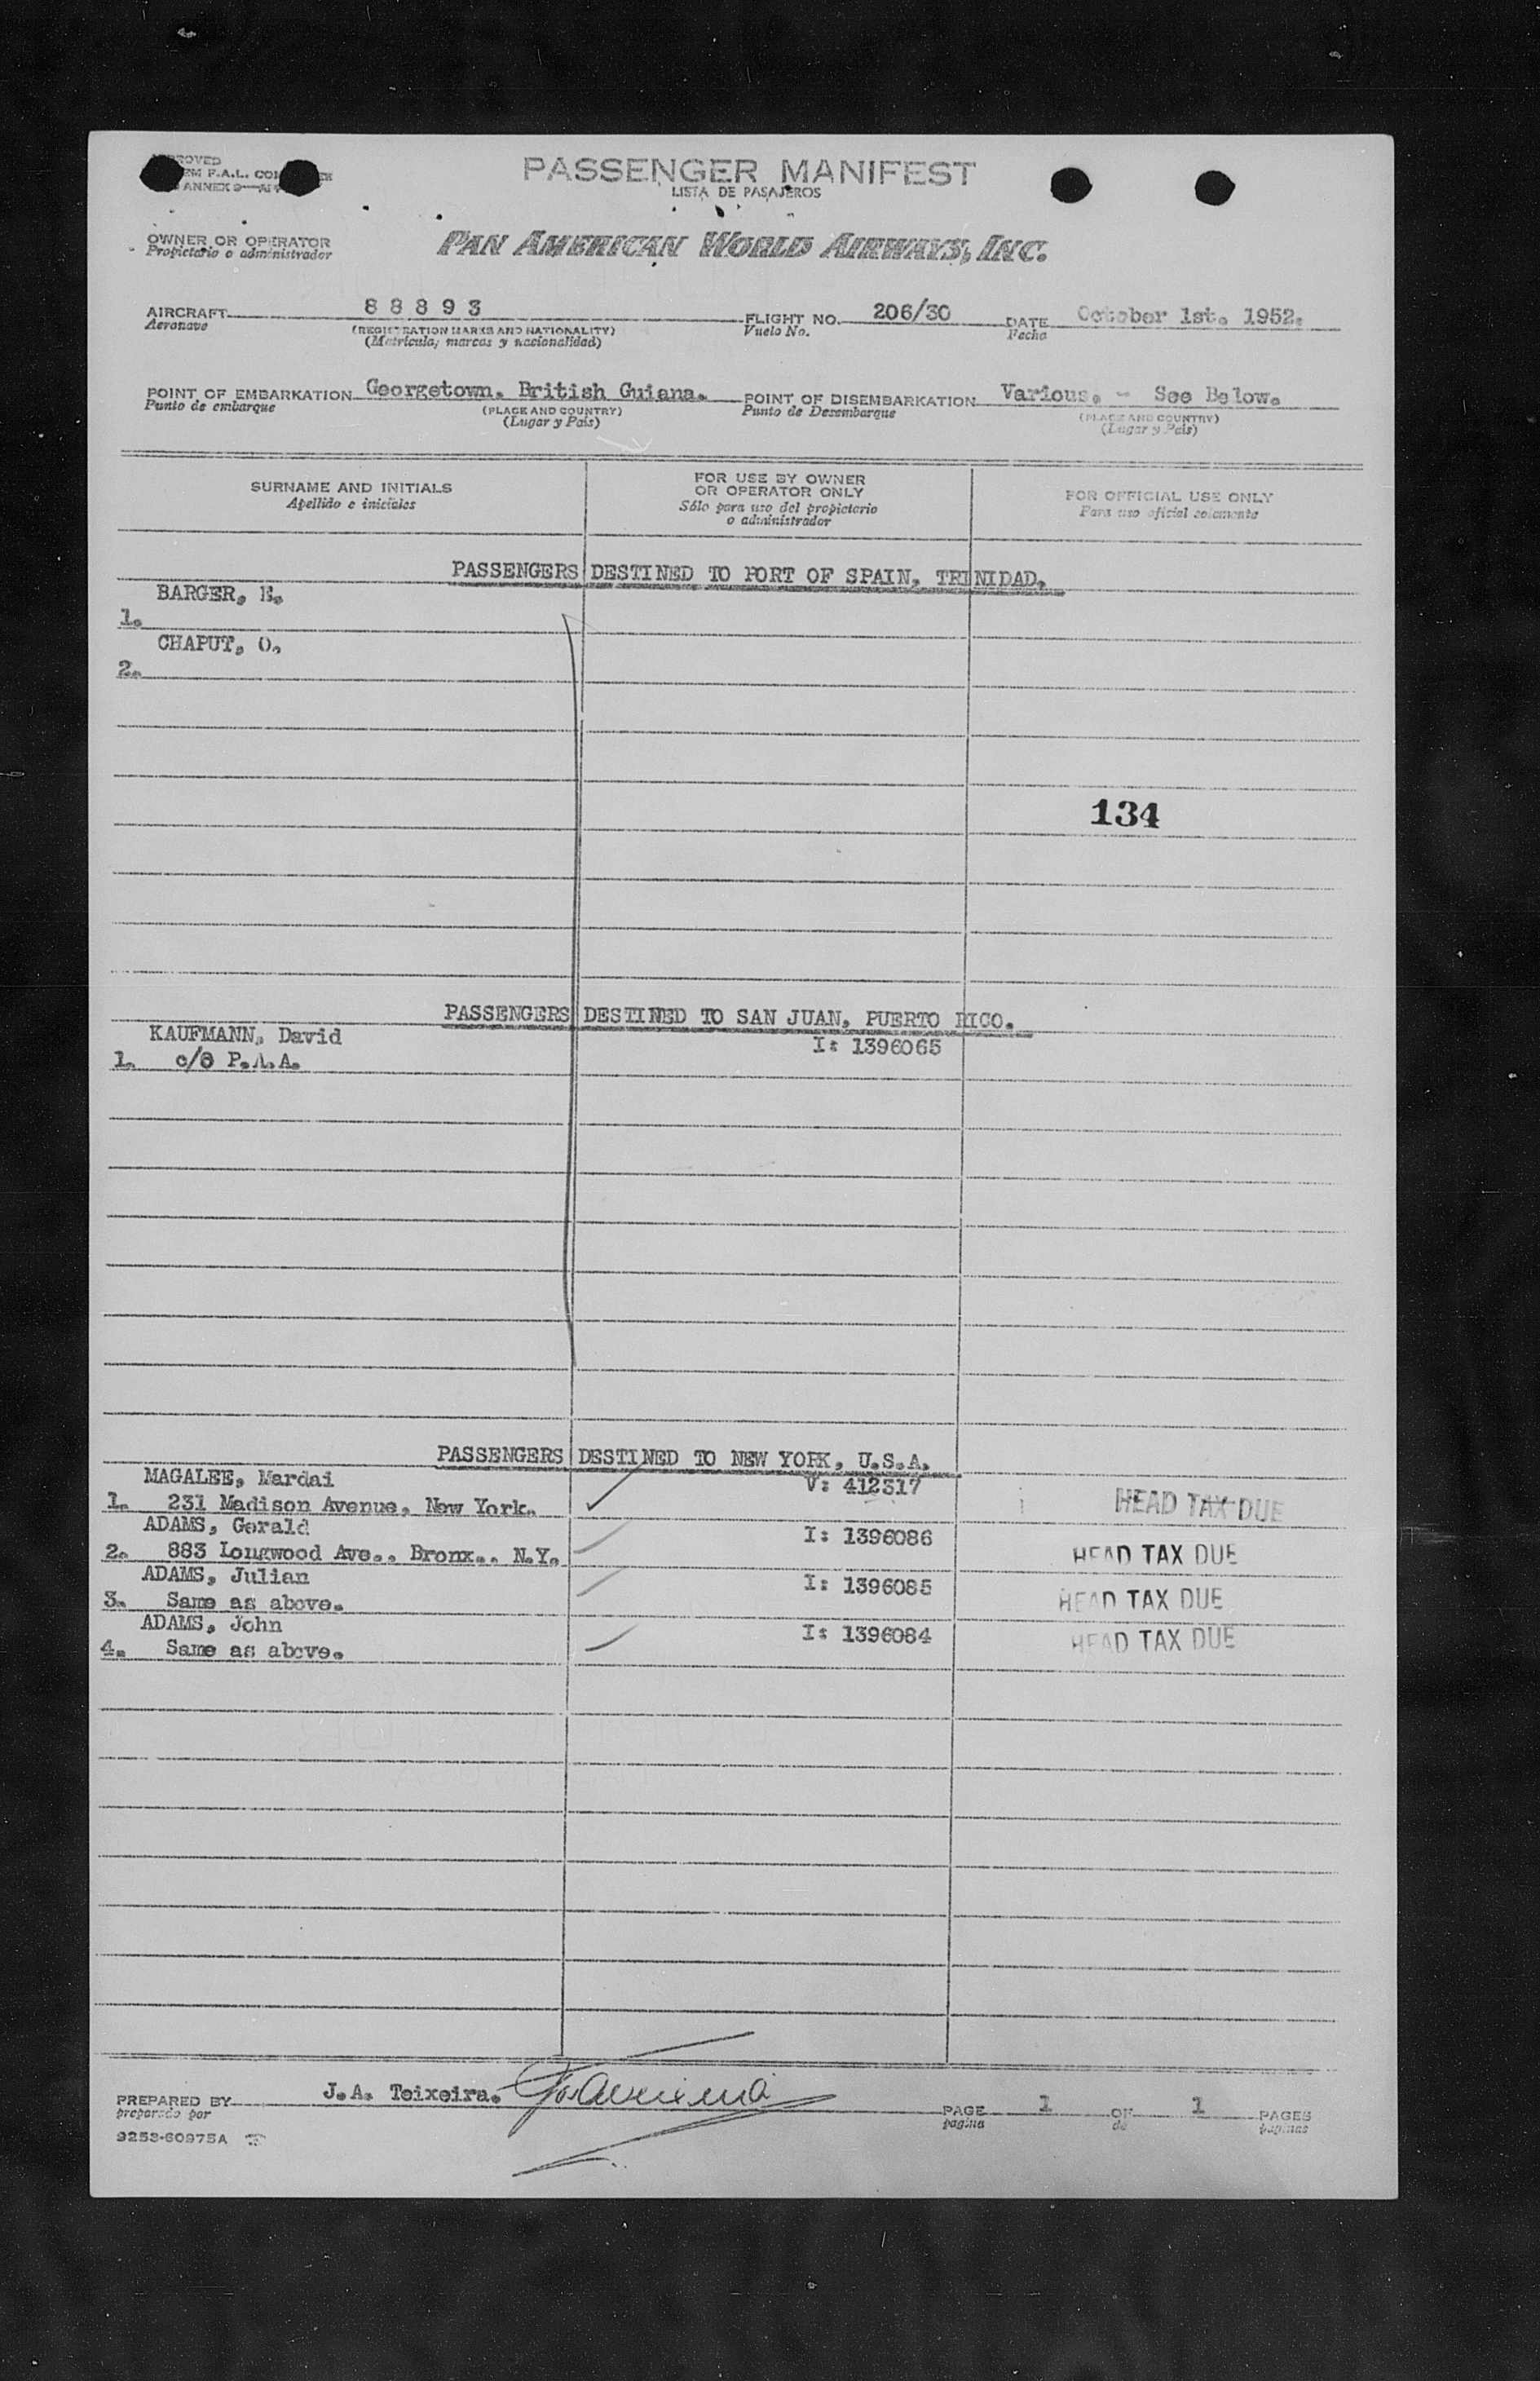 PASSENGER MANIFEST
LISTA DE PASAJEROS
OWNER OR OPERATOR
Propietario o administrador
PAN AMERICAN WORLD AIRWAYS, INC.
AIRCRAFT 88893 FLIGHT NO. 206/30 DATE October 1st. 1952.
Aeronave (REGISTRATION MARKS AND NATIONALITY) Vuelo No. Fecha
(Matricula, marcas y nacionalidad)
POINT OF EMBARKATION Georgetown. British Guiana. POINT OF DISEMBARKATION Various. - See Below.
Punto de embarque (PLACE AND COUNTRY) Punto de Desembarque (PLACE AND COUNTRY)
(Lugar y País) (Lugar y País)
SURNAME AND INITIALS
Apellido e iniciales
FOR USE BY OWNER
OR OPERATOR ONLY
Sólo para uso del propietario
o administrador
FOR OFFICIAL USE ONLY
Para uso oficial solamente
PASSENGERS DESTINED TO PORT OF SPAIN, TRINIDAD.
BARGER, E.
1.
CHAPUT, O.
2.
134
PASSENGERS DESTINED TO SAN JUAN, PUERTO RICO.
KAUFMANN, David I: 1396065
1. c/o P.A.A.
PASSENGERS DESTINED TO NEW YORK, U.S.A.
MAGALEE, Mardai V: 412317
1. 231 Madison Avenue, New York. HEAD TAX DUE
ADAMS, Gerald I: 1396086
2. 883 Longwood Ave., Bronx., N.Y. HEAD TAX DUE
ADAMS, Julian I: 1396085
3. Same as above. HEAD TAX DUE
ADAMS, John I: 1396084
4. Same as above. HEAD TAX DUE
PREPARED BY J.A. Teixeira. PAGE 1 OF 1 PAGES
preparado por pagina de paginas
9253-60975A